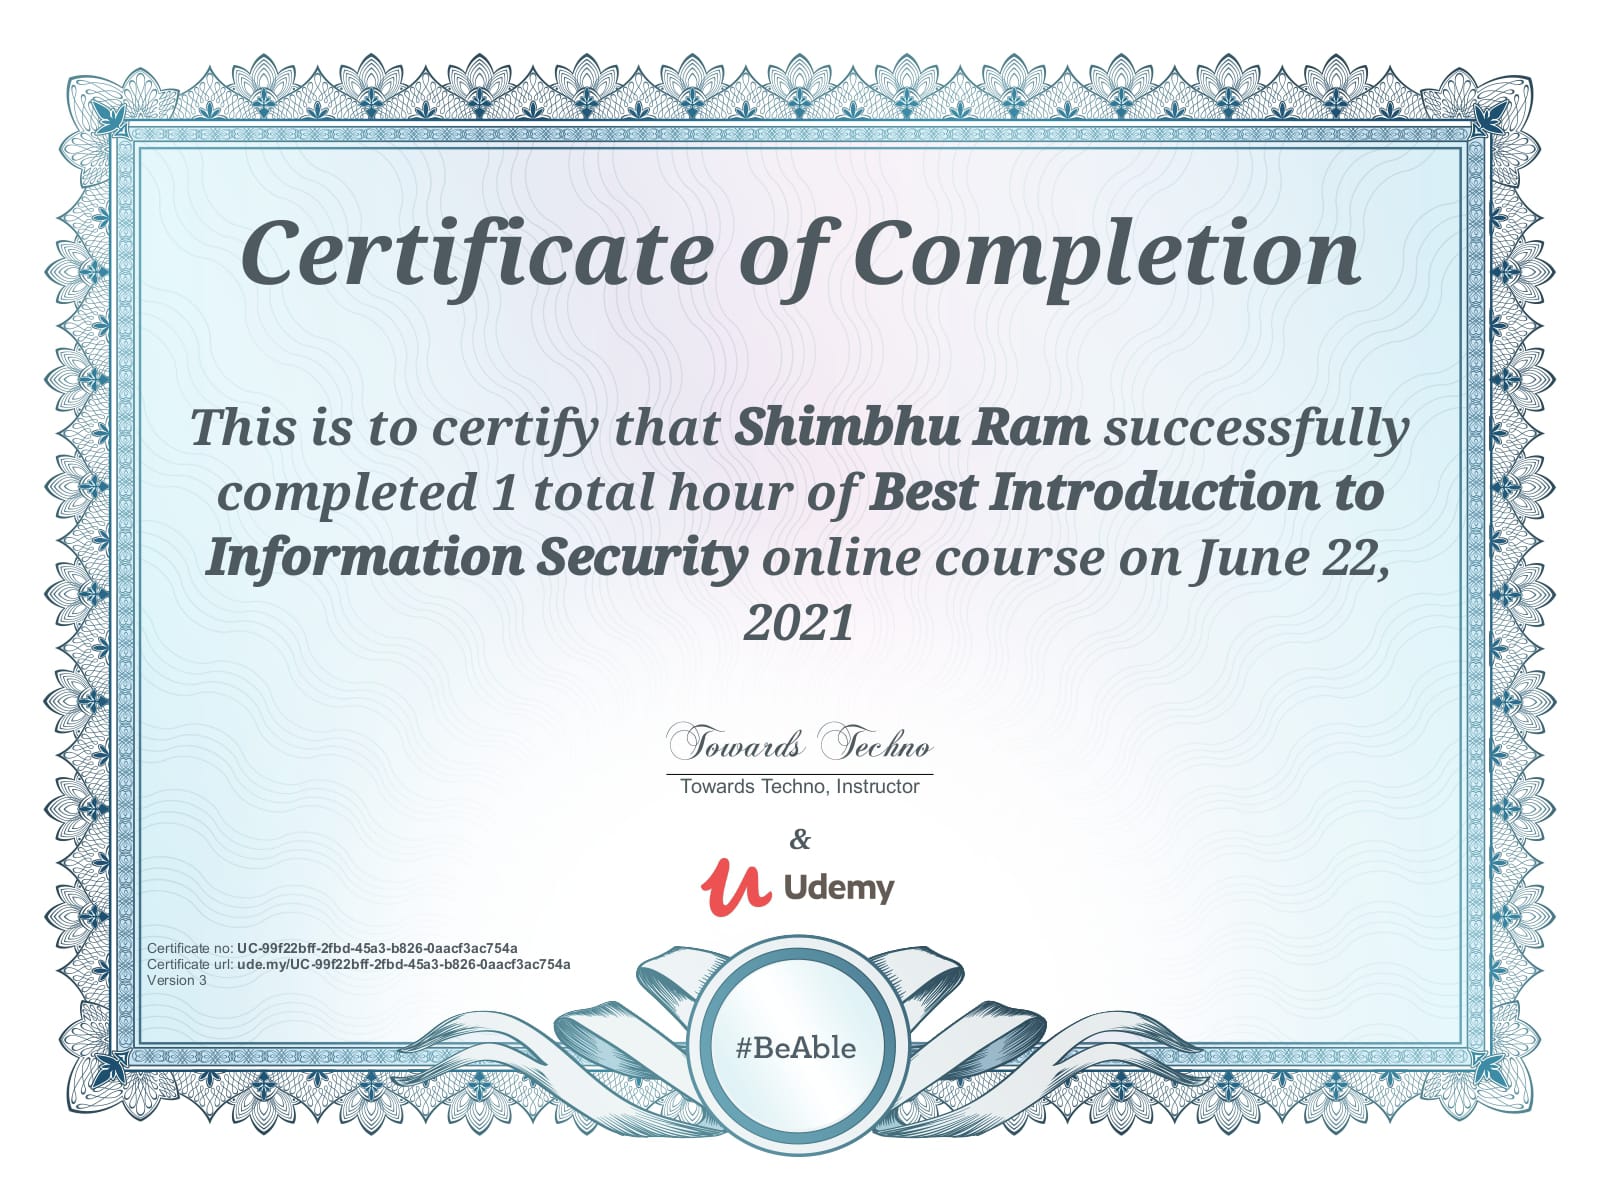 Certificate of Completion
This is to certify that Shimbhu Ram successfully
completed 1 total hour of Best Introduction to
Information Security online course on June 22,
2021
Towards Techno
Towards Techno, Instructor
&
Udemy
Certificate no: UC-99f22bff-2fbd-45a3-b826-0aacf3ac754a
Certificate url: ude.my/UC-99f22bff-2fbd-45a3-b826-0aacf3ac754a
Version 3
#BeAble